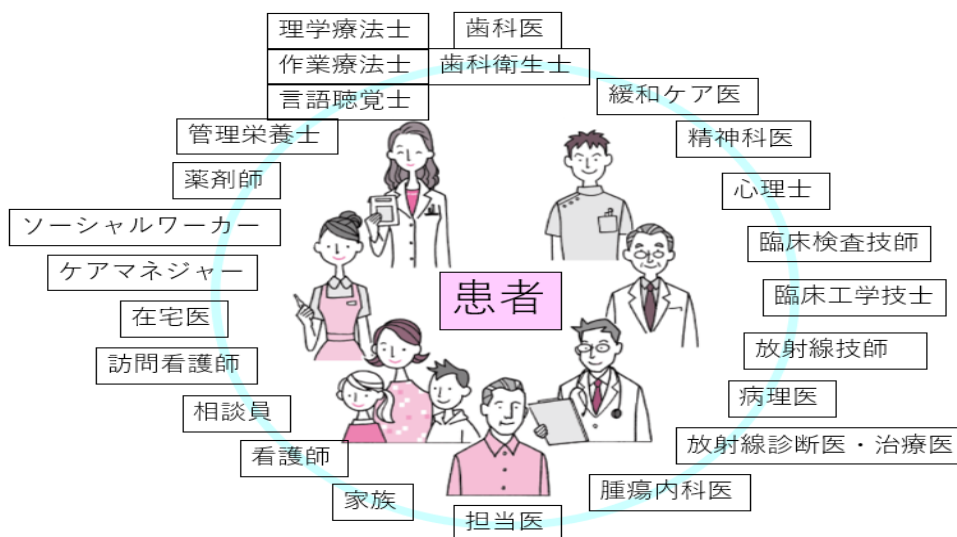 理学療法士
歯科医
作業療法士
歯科衛生士
言語聴覚士
緩和ケア医
管理栄養士
精神科医
薬剤師
心理士
ソーシャルワーカー
臨床検査技師
ケアマネジャー
患者
臨床工学技士
在宅医
放射線技師
訪問看護師
病理医
相談員
放射線診断医・治療医
看護師
腫瘍内科医
家族
担当医